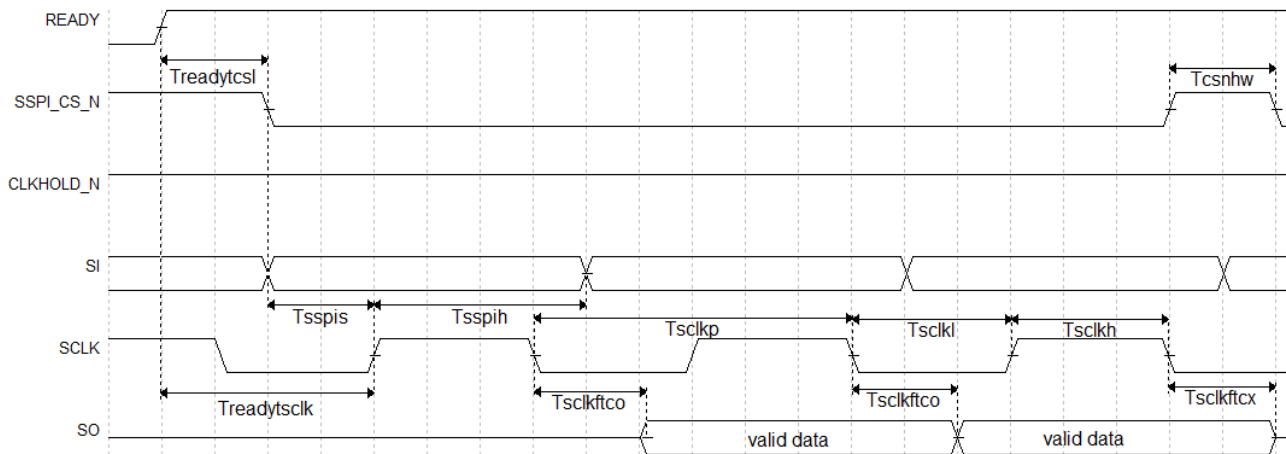 READY
Treadytcsl
Tcsnhw
SSPI_CS_N
CLKHOLD_N
SI
Tsspis
Tsspih
Tsclkp
Tsclkl
Tsclkh
SCLK
Treadytsclk
Tsclkftco
Tsclkftco
Tsclkftcx
SO
valid data
valid data